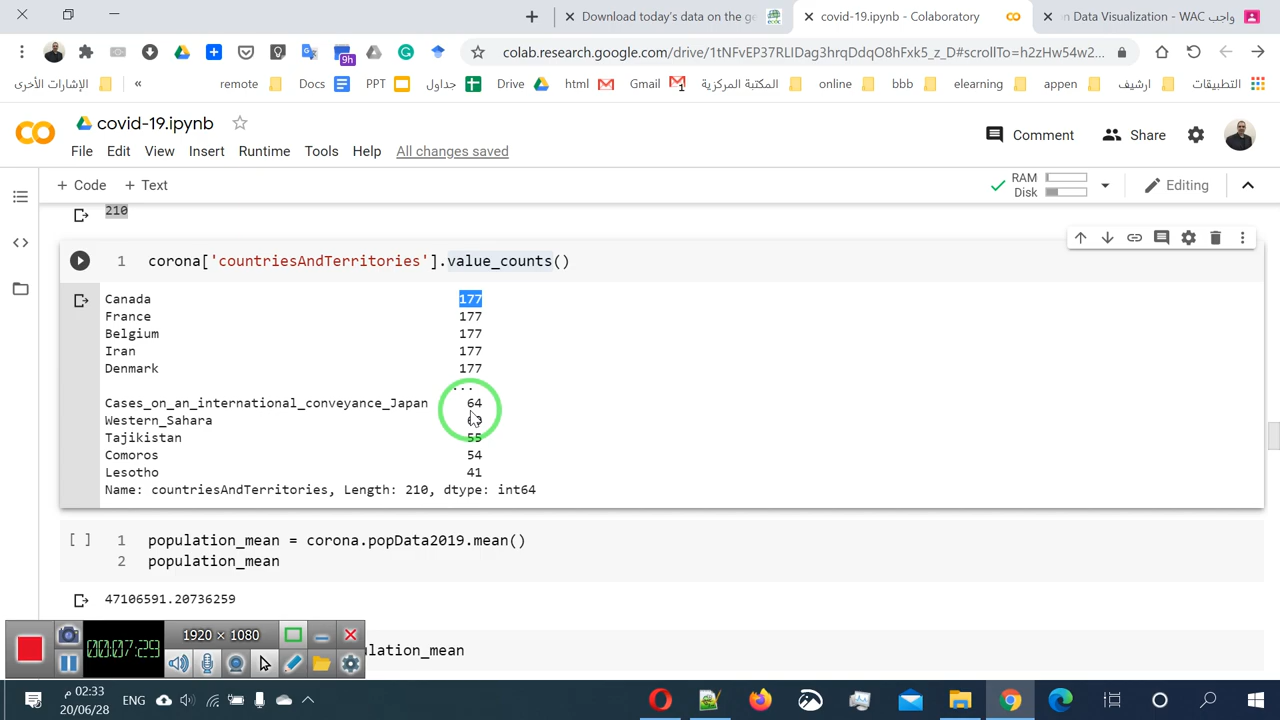 Download today's data on the ge
covid-19.ipynb - Colaboratory
in Data Visualization - WAC واجب
9h
colab.research.google.com/drive/1tNFvEP37RLIDag3hrqDdqO8hFxk5_z_D#scrollTo=h2Hw54w2...
الإشارات الأخرى
remote
Docs
PPT
جداول
Drive
html
Gmail
المكتبة المركزية
online
bbb
elearning
appen
ارشيف
التطبيقات
covid-19.ipynb
Comment
Share
File Edit View Insert Runtime Tools Help All changes saved
+ Code + Text
RAM
Disk
Editing
210
1 corona['countriesAndTerritories'].value_counts()
Canada 177
France 177
Belgium 177
Iran 177
Denmark 177
...
Cases_on_an_international_conveyance_Japan 64
Western_Sahara
Tajikistan 55
Comoros 54
Lesotho 41
Name: countriesAndTerritories, Length: 210, dtype: int64
[ ] 1 population_mean = corona.popData2019.mean()
2 population_mean
47106591.20736259
ulation_mean
1920 × 1080
00:07:29
02:33 م
20/06/28
ENG